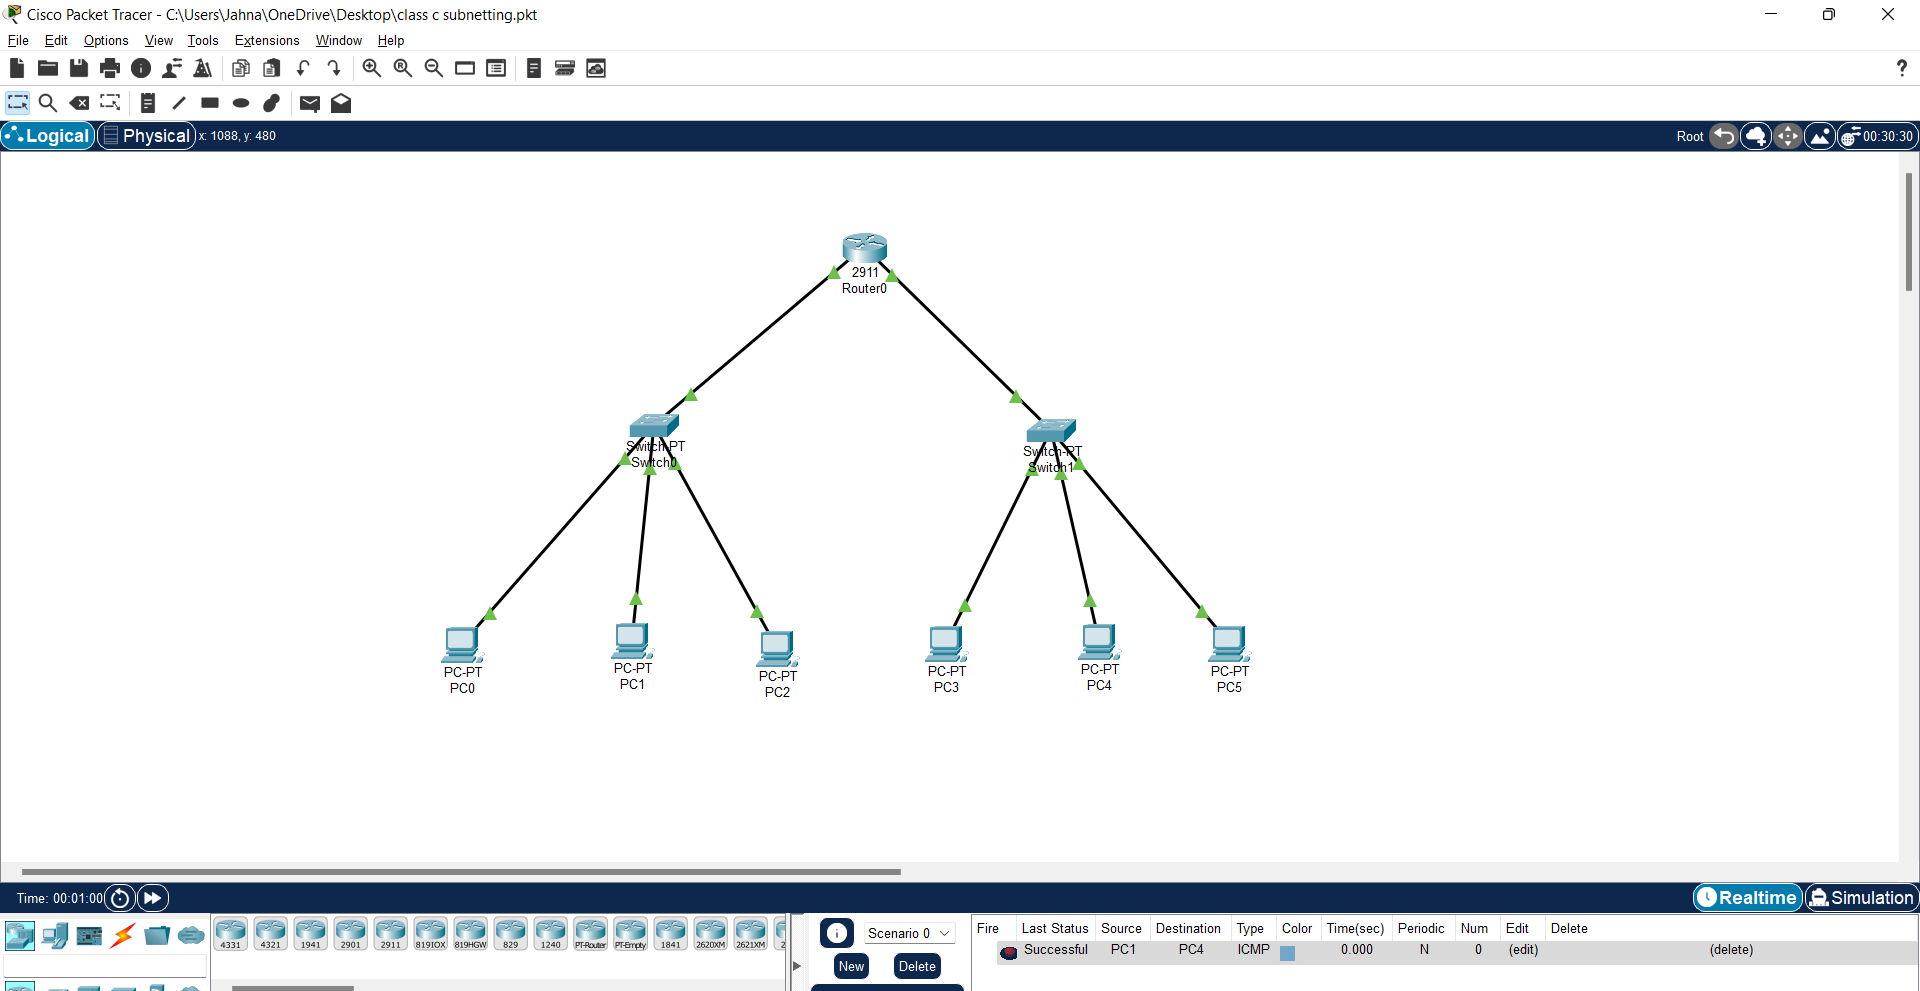 Cisco Packet Tracer - C:\Users\Jahna\OneDrive\Desktop\class c subnetting.pkt
File Edit Options View Tools Extensions Window Help
?
Logical Physical x: 1088, y: 480 Root 00:30:30
2911
Router0
Switch-PT
Switch0
Switch-PT
Switch1
PC-PT
PC0
PC-PT
PC1
PC-PT
PC2
PC-PT
PC3
PC-PT
PC4
PC-PT
PC5
Time: 00:01:00 Realtime Simulation
4331 4321 1941 2901 2911 819IOX 819HGW 829 1240 PT-Router PT-Empty 1841 2620XM 2621XM 2
Scenario 0
New Delete
Fire Last Status Source Destination Type Color Time(sec) Periodic Num Edit Delete
Successful PC1 PC4 ICMP 0.000 N 0 (edit) (delete)